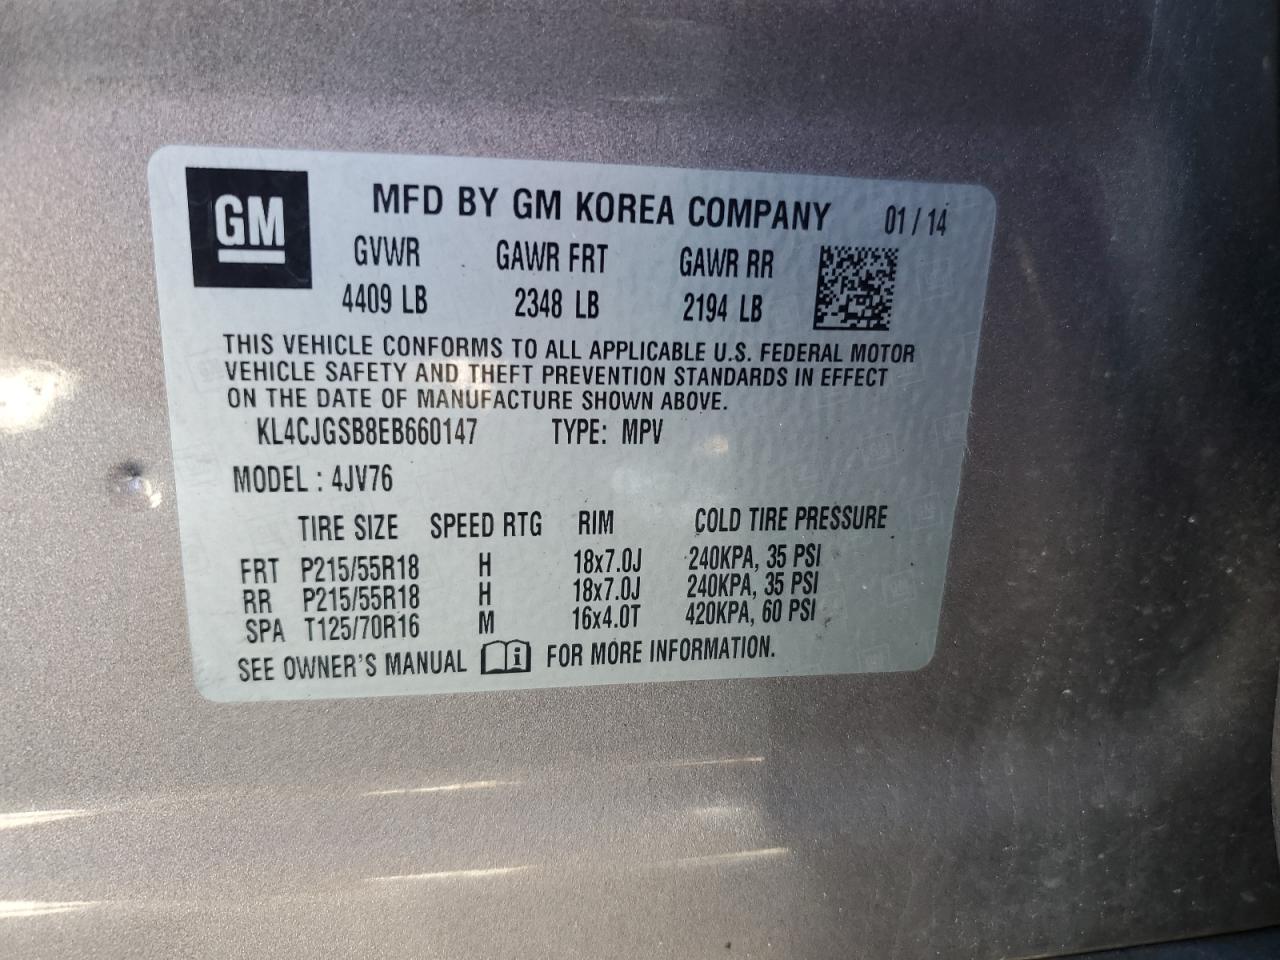 GM
MFD BY GM KOREA COMPANY 01 / 14
GVWR GAWR FRT GAWR RR
4409 LB 2348 LB 2194 LB
THIS VEHICLE CONFORMS TO ALL APPLICABLE U.S. FEDERAL MOTOR
VEHICLE SAFETY AND THEFT PREVENTION STANDARDS IN EFFECT
ON THE DATE OF MANUFACTURE SHOWN ABOVE.
KL4CJGSB8EB660147 TYPE: MPV
MODEL : 4JV76
TIRE SIZE SPEED RTG RIM COLD TIRE PRESSURE
FRT P215/55R18 H 18x7.0J 240KPA, 35 PSI
RR P215/55R18 H 18x7.0J 240KPA, 35 PSI
SPA T125/70R16 M 16x4.0T 420KPA, 60 PSI
SEE OWNER'S MANUAL i FOR MORE INFORMATION.